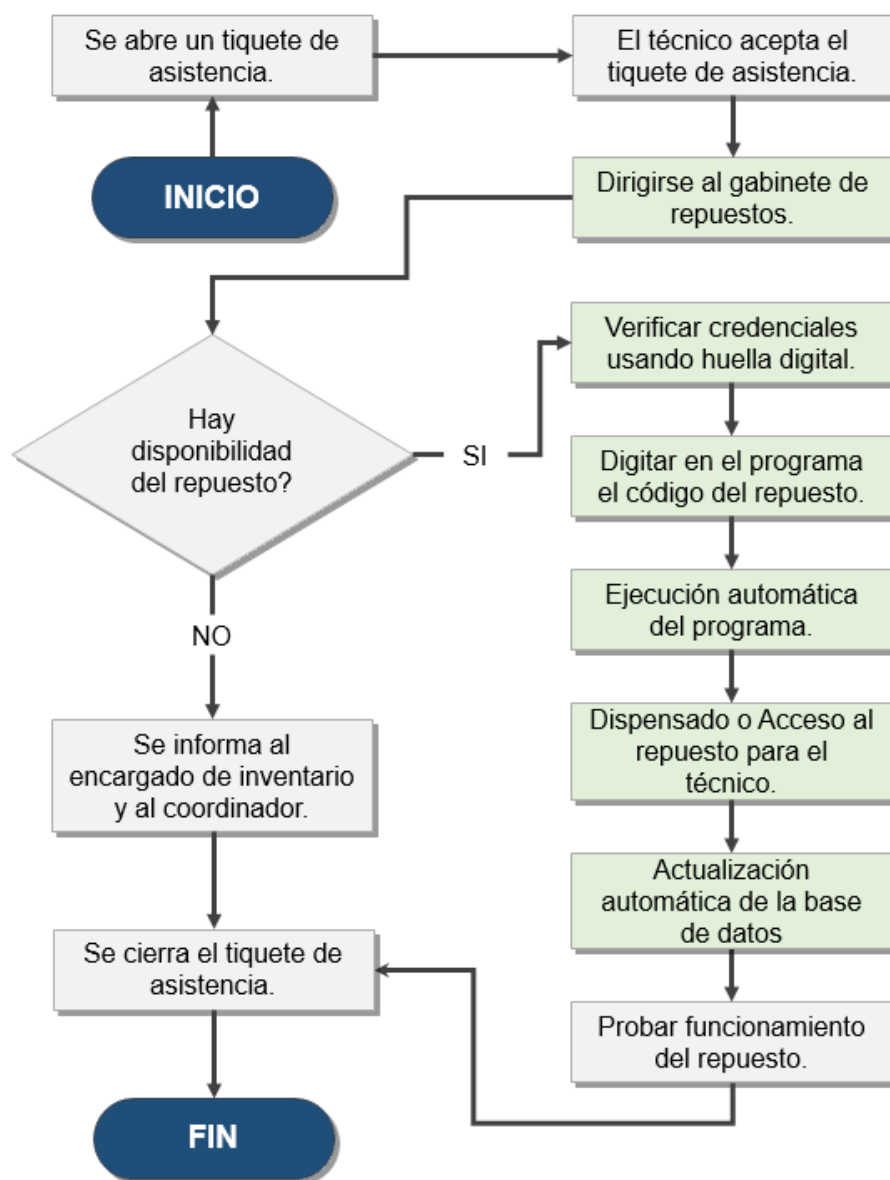 Se abre un tiquete de
asistencia.
El técnico acepta el
tiquete de asistencia.
INICIO
Dirigirse al gabinete de
repuestos.
Verificar credenciales
usando huella digital.
Hay
disponibilidad
del repuesto?
SI
Digitar en el programa
el código del repuesto.
Ejecución automática
del programa.
NO
Dispensado o Acceso al
repuesto para el
técnico.
Se informa al
encargado de inventario
y al coordinador.
Actualización
automática de la base
de datos
Se cierra el tiquete de
asistencia.
Probar funcionamiento
del repuesto.
FIN